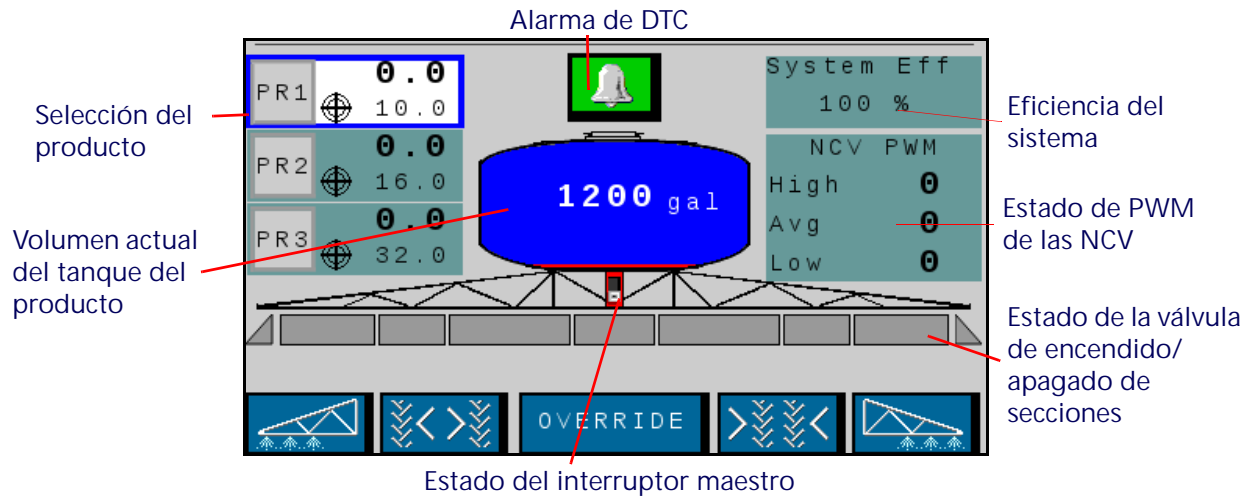 Alarma de DTC
Selección del
producto
Volumen actual
del tanque del
producto
PR1
0.0
10.0
PR2
0.0
16.0
PR3
0.0
32.0
1200 gal
System Eff
100 %
NCV PWM
High 0
Avg 0
Low 0
OVERRIDE
Eficiencia del
sistema
Estado de PWM
de las NCV
Estado de la válvula
de encendido/
apagado de
secciones
Estado del interruptor maestro